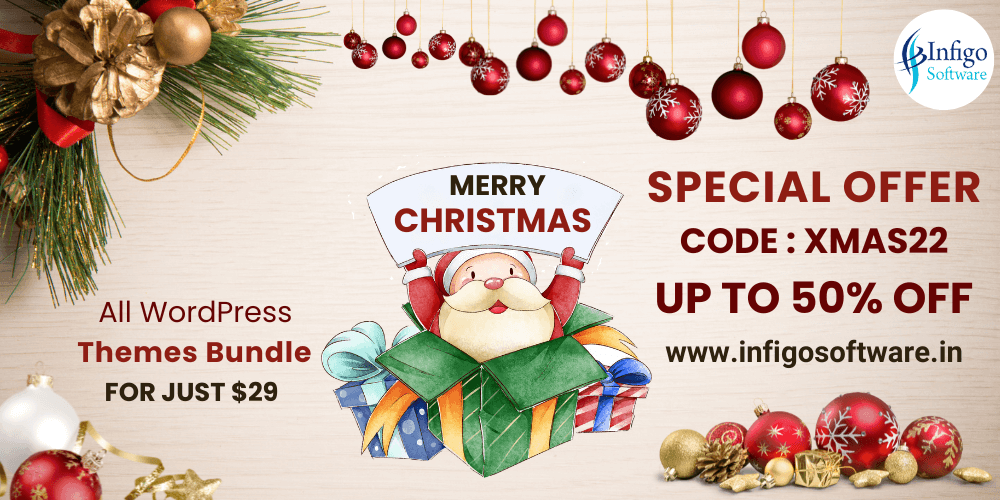 Infigo
Software
MERRY
CHRISTMAS
SPECIAL OFFER
CODE : XMAS22
UP TO 50% OFF
www.infigosoftware.in
All WordPress
Themes Bundle
FOR JUST $29